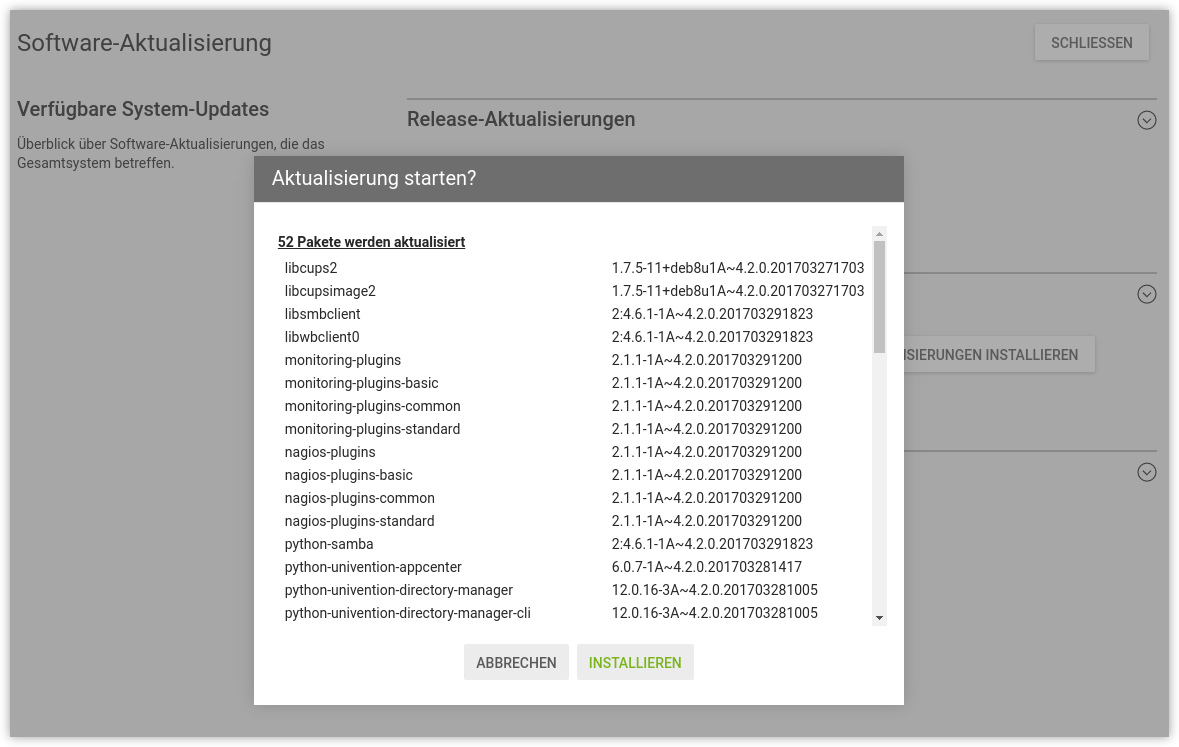 Software-Aktualisierung
SCHLIESSEN
Verfügbare System-Updates
Überblick über Software-Aktualisierungen, die das
Gesamtsystem betreffen.
Release-Aktualisierungen
Aktualisierung starten?
52 Pakete werden aktualisiert
libcups2 1.7.5-11+deb8u1A~4.2.0.201703271703
libcupsimage2 1.7.5-11+deb8u1A~4.2.0.201703271703
libsmbclient 2:4.6.1-1A~4.2.0.201703291823
libwbclient0 2:4.6.1-1A~4.2.0.201703291823
monitoring-plugins 2.1.1-1A~4.2.0.201703291200
monitoring-plugins-basic 2.1.1-1A~4.2.0.201703291200
monitoring-plugins-common 2.1.1-1A~4.2.0.201703291200
monitoring-plugins-standard 2.1.1-1A~4.2.0.201703291200
nagios-plugins 2.1.1-1A~4.2.0.201703291200
nagios-plugins-basic 2.1.1-1A~4.2.0.201703291200
nagios-plugins-common 2.1.1-1A~4.2.0.201703291200
nagios-plugins-standard 2.1.1-1A~4.2.0.201703291200
python-samba 2:4.6.1-1A~4.2.0.201703291823
python-univention-appcenter 6.0.7-1A~4.2.0.201703281417
python-univention-directory-manager 12.0.16-3A~4.2.0.201703281005
python-univention-directory-manager-cli 12.0.16-3A~4.2.0.201703281005
ISIERUNGEN INSTALLIEREN
ABBRECHEN
INSTALLIEREN